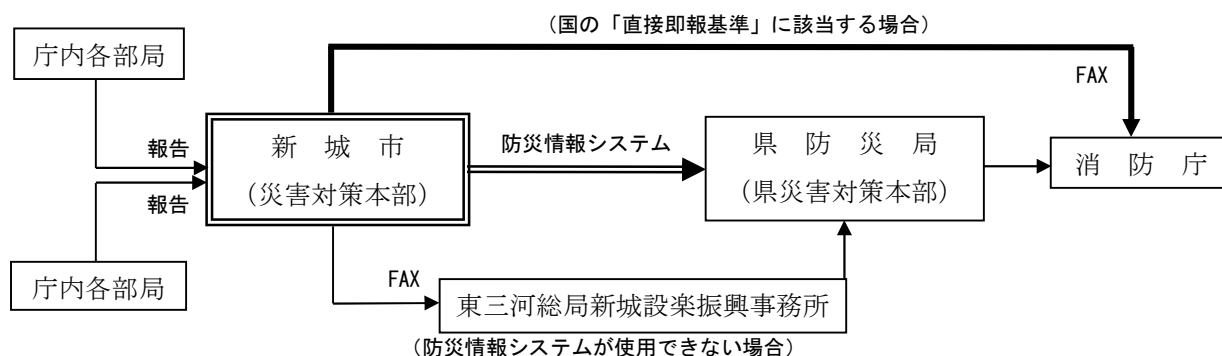 (国の「直接即報基準」に該当する場合)
庁内各部局
FAX
報告
新城市
(災害対策本部)
防災情報システム
県防災局
(県災害対策本部)
消防庁
報告
庁内各部局
FAX
東三河総局新城設楽振興事務所
(防災情報システムが使用できない場合)